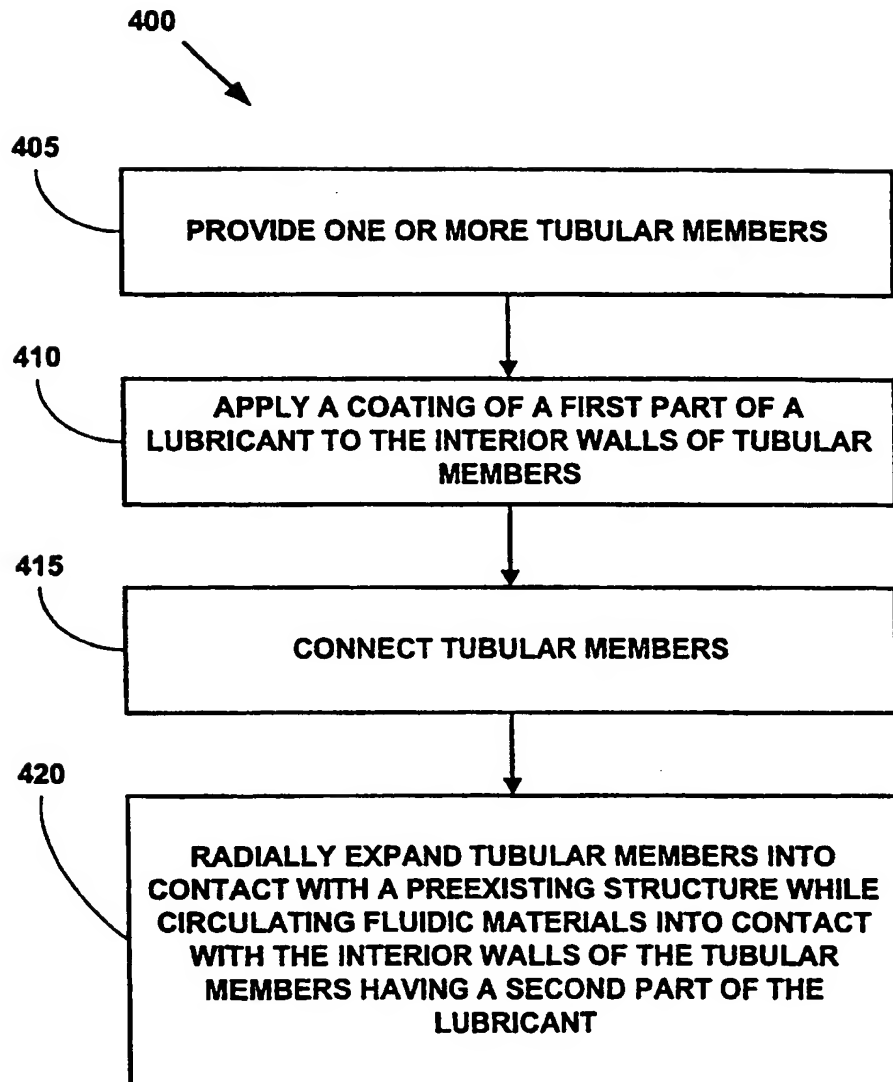 400
405
PROVIDE ONE OR MORE TUBULAR MEMBERS
410
APPLY A COATING OF A FIRST PART OF A
LUBRICANT TO THE INTERIOR WALLS OF TUBULAR
MEMBERS
415
CONNECT TUBULAR MEMBERS
420
RADIALLY EXPAND TUBULAR MEMBERS INTO
CONTACT WITH A PREEXISTING STRUCTURE WHILE
CIRCULATING FLUIDIC MATERIALS INTO CONTACT
WITH THE INTERIOR WALLS OF THE TUBULAR
MEMBERS HAVING A SECOND PART OF THE
LUBRICANT